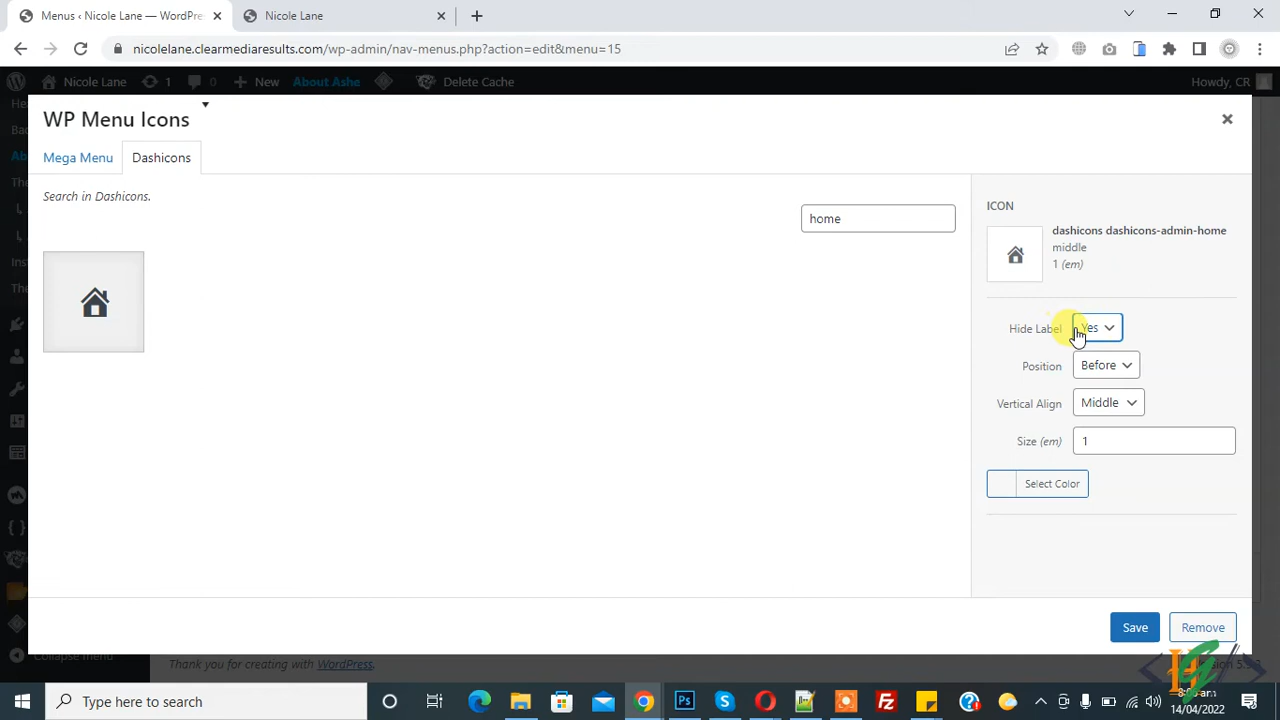 Menus ‹ Nicole Lane — WordPre
Nicole Lane
nicolelane.clearmediaresults.com/wp-admin/nav-menus.php?action=edit&menu=15
Nicole Lane
1
0
New
About Ashe
Delete Cache
Howdy, CR
WP Menu Icons
Mega Menu
Dashicons
Search in Dashicons.
home
ICON
dashicons dashicons-admin-home
middle
1 (em)
Hide Label
Yes
Position
Before
Vertical Align
Middle
Size (em)
1
Select Color
Save
Remove
Collapse menu
Thank you for creating with WordPress.
Type here to search
14/04/2022